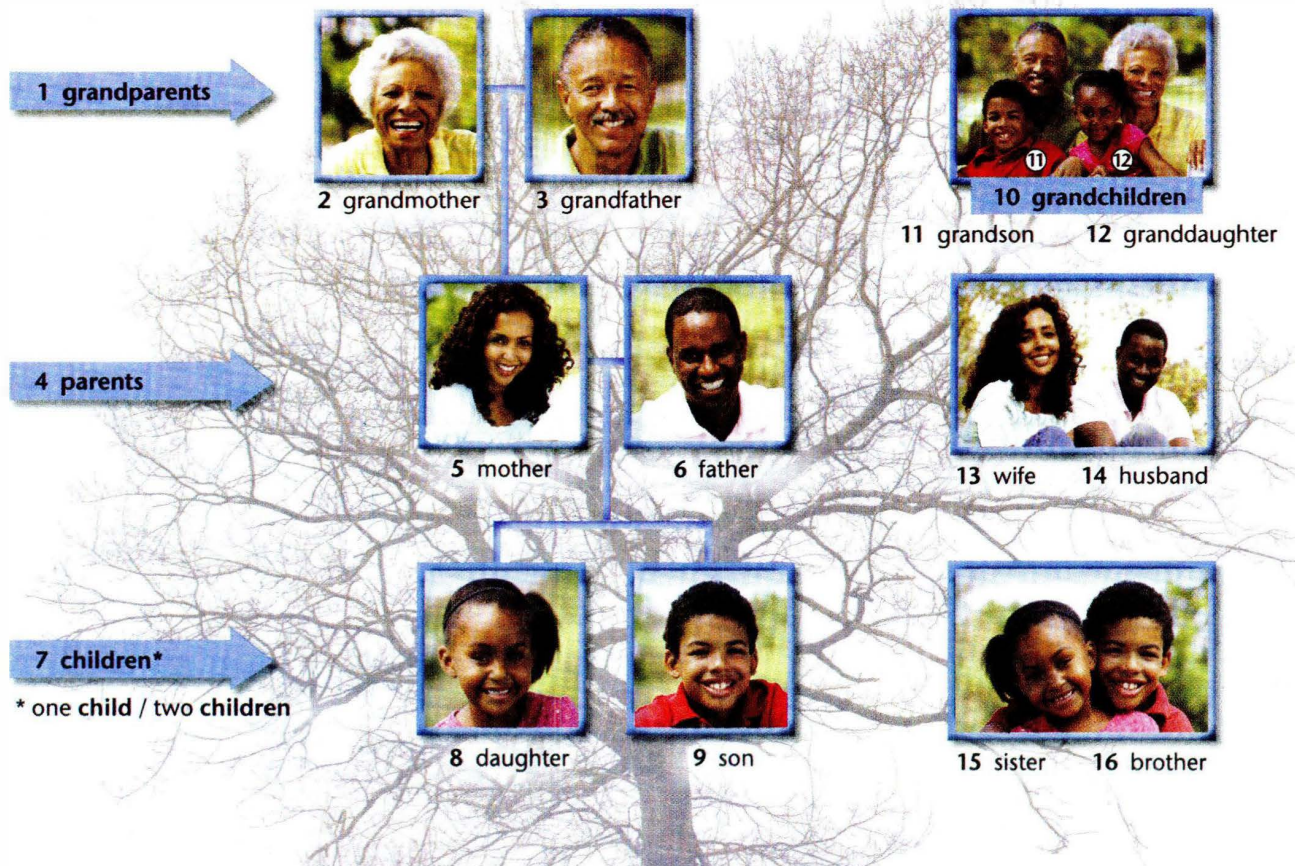 1 grandparents
2 grandmother
3 grandfather
11
12
10 grandchildren
11 grandson
12 granddaughter
4 parents
5 mother
6 father
13 wife
14 husband
7 children*
* one child / two children
8 daughter
9 son
15 sister
16 brother